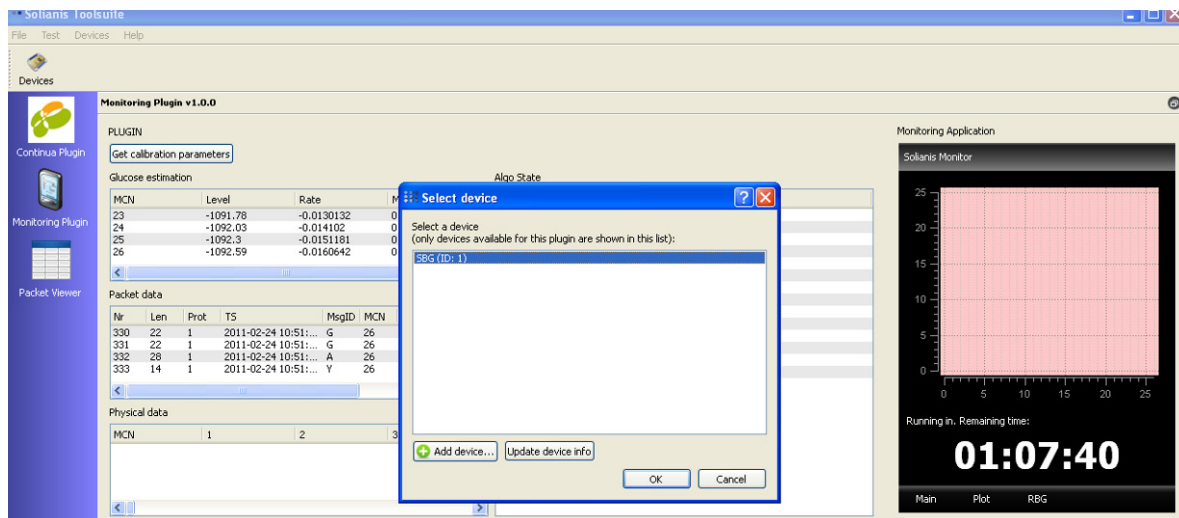 Solianis Toolsuite
File Test Devices Help
Devices
Continua Plugin
Monitoring Plugin
Packet Viewer
Monitoring Plugin v1.0.0
PLUGIN
Get calibration parameters
Glucose estimation
MCN Level Rate M
23 -1091.78 -0.0130132 0
24 -1092.03 -0.014102 0
25 -1092.3 -0.0151181 0
26 -1092.59 -0.0160642 0
Packet data
Nr Len Prot TS MsgID MCN
330 22 1 2011-02-24 10:51:... G 26
331 22 1 2011-02-24 10:51:... G 26
332 28 1 2011-02-24 10:51:... A 26
333 14 1 2011-02-24 10:51:... Y 26
Physical data
MCN 1 2 3
Algo State
Select device
Select a device
(only devices available for this plugin are shown in this list):
SBG (ID: 1)
Add device...
Update device info
OK Cancel
Monitoring Application
Solianis Monitor
25
20
15
10
5
0
0 5 10 15 20 25
Running in. Remaining time:
01:07:40
Main Plot RBG